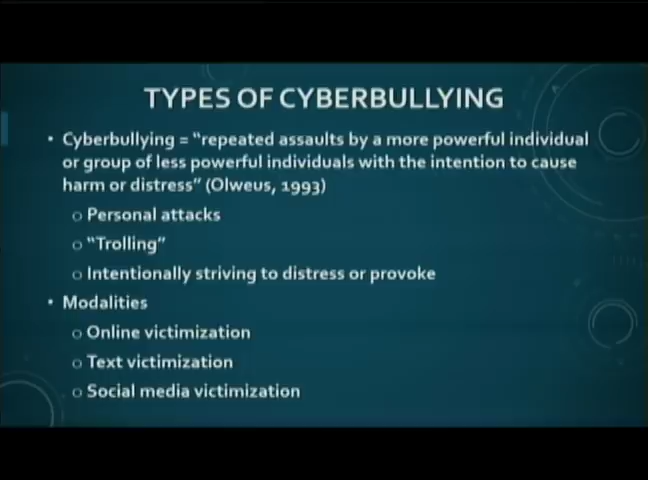 TYPES OF CYBERBULLYING
• Cyberbullying = "repeated assaults by a more powerful individual
or group of less powerful individuals with the intention to cause
harm or distress" (Olweus, 1993)
o Personal attacks
o "Trolling"
o Intentionally striving to distress or provoke
• Modalities
o Online victimization
o Text victimization
o Social media victimization